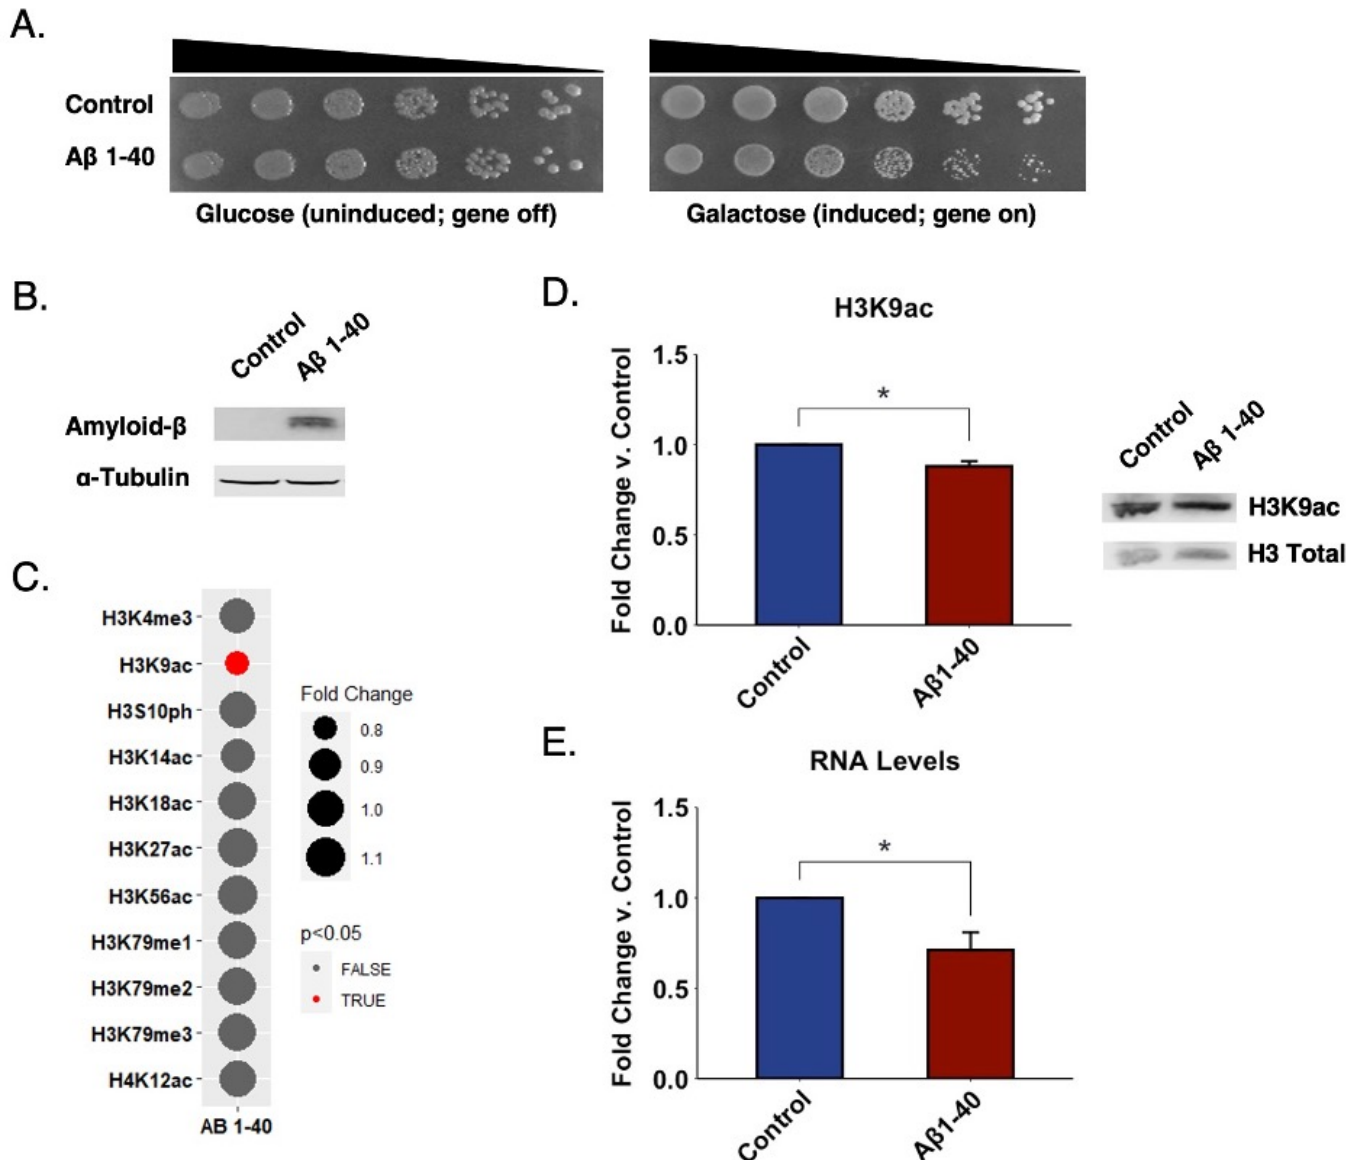 A.
Control
Aβ 1-40
Glucose (uninduced; gene off)
Galactose (induced; gene on)
B.
Control
Aβ 1-40
Amyloid-β
α-Tubulin
C.
H3K4me3
H3K9ac
H3S10ph
H3K14ac
H3K18ac
H3K27ac
H3K56ac
H3K79me1
H3K79me2
H3K79me3
H4K12ac
AB 1-40
Fold Change
0.8
0.9
1.0
1.1
p<0.05
FALSE
TRUE
D.
H3K9ac
Fold Change v. Control
1.5
1.0
0.5
0.0
*
Control
Aβ1-40
Control
Aβ 1-40
H3K9ac
H3 Total
E.
RNA Levels
Fold Change v. Control
1.5
1.0
0.5
0.0
*
Control
Aβ1-40